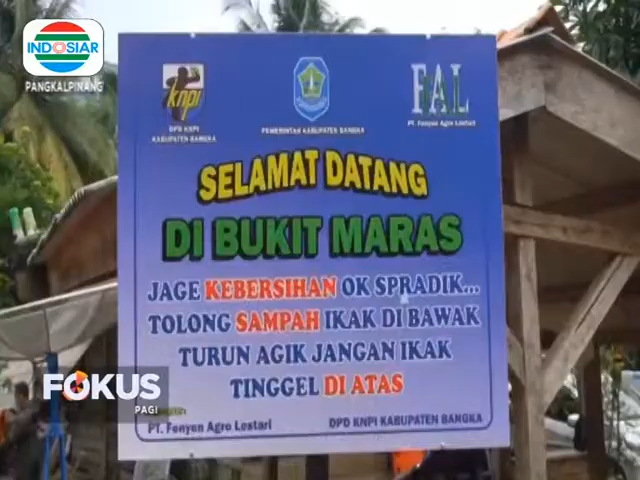 INDOSIAR
PANGKALPINANG
knpi
DPD KNPI
KABUPATEN BANGKA
PEMERINTAH KABUPATEN BANGKA
FAL
PT. Fenyen Agro Lestari
SELAMAT DATANG
DI BUKIT MARAS
JAGE KEBERSIHAN OK SPRADIK...
TOLONG SAMPAH IKAK DI BAWAK
TURUN AGIK JANGAN IKAK
TINGGEL DI ATAS
PT. Fenyen Agro Lestari
DPD KNPI KABUPATEN BANGKA
FOKUS
PAGI